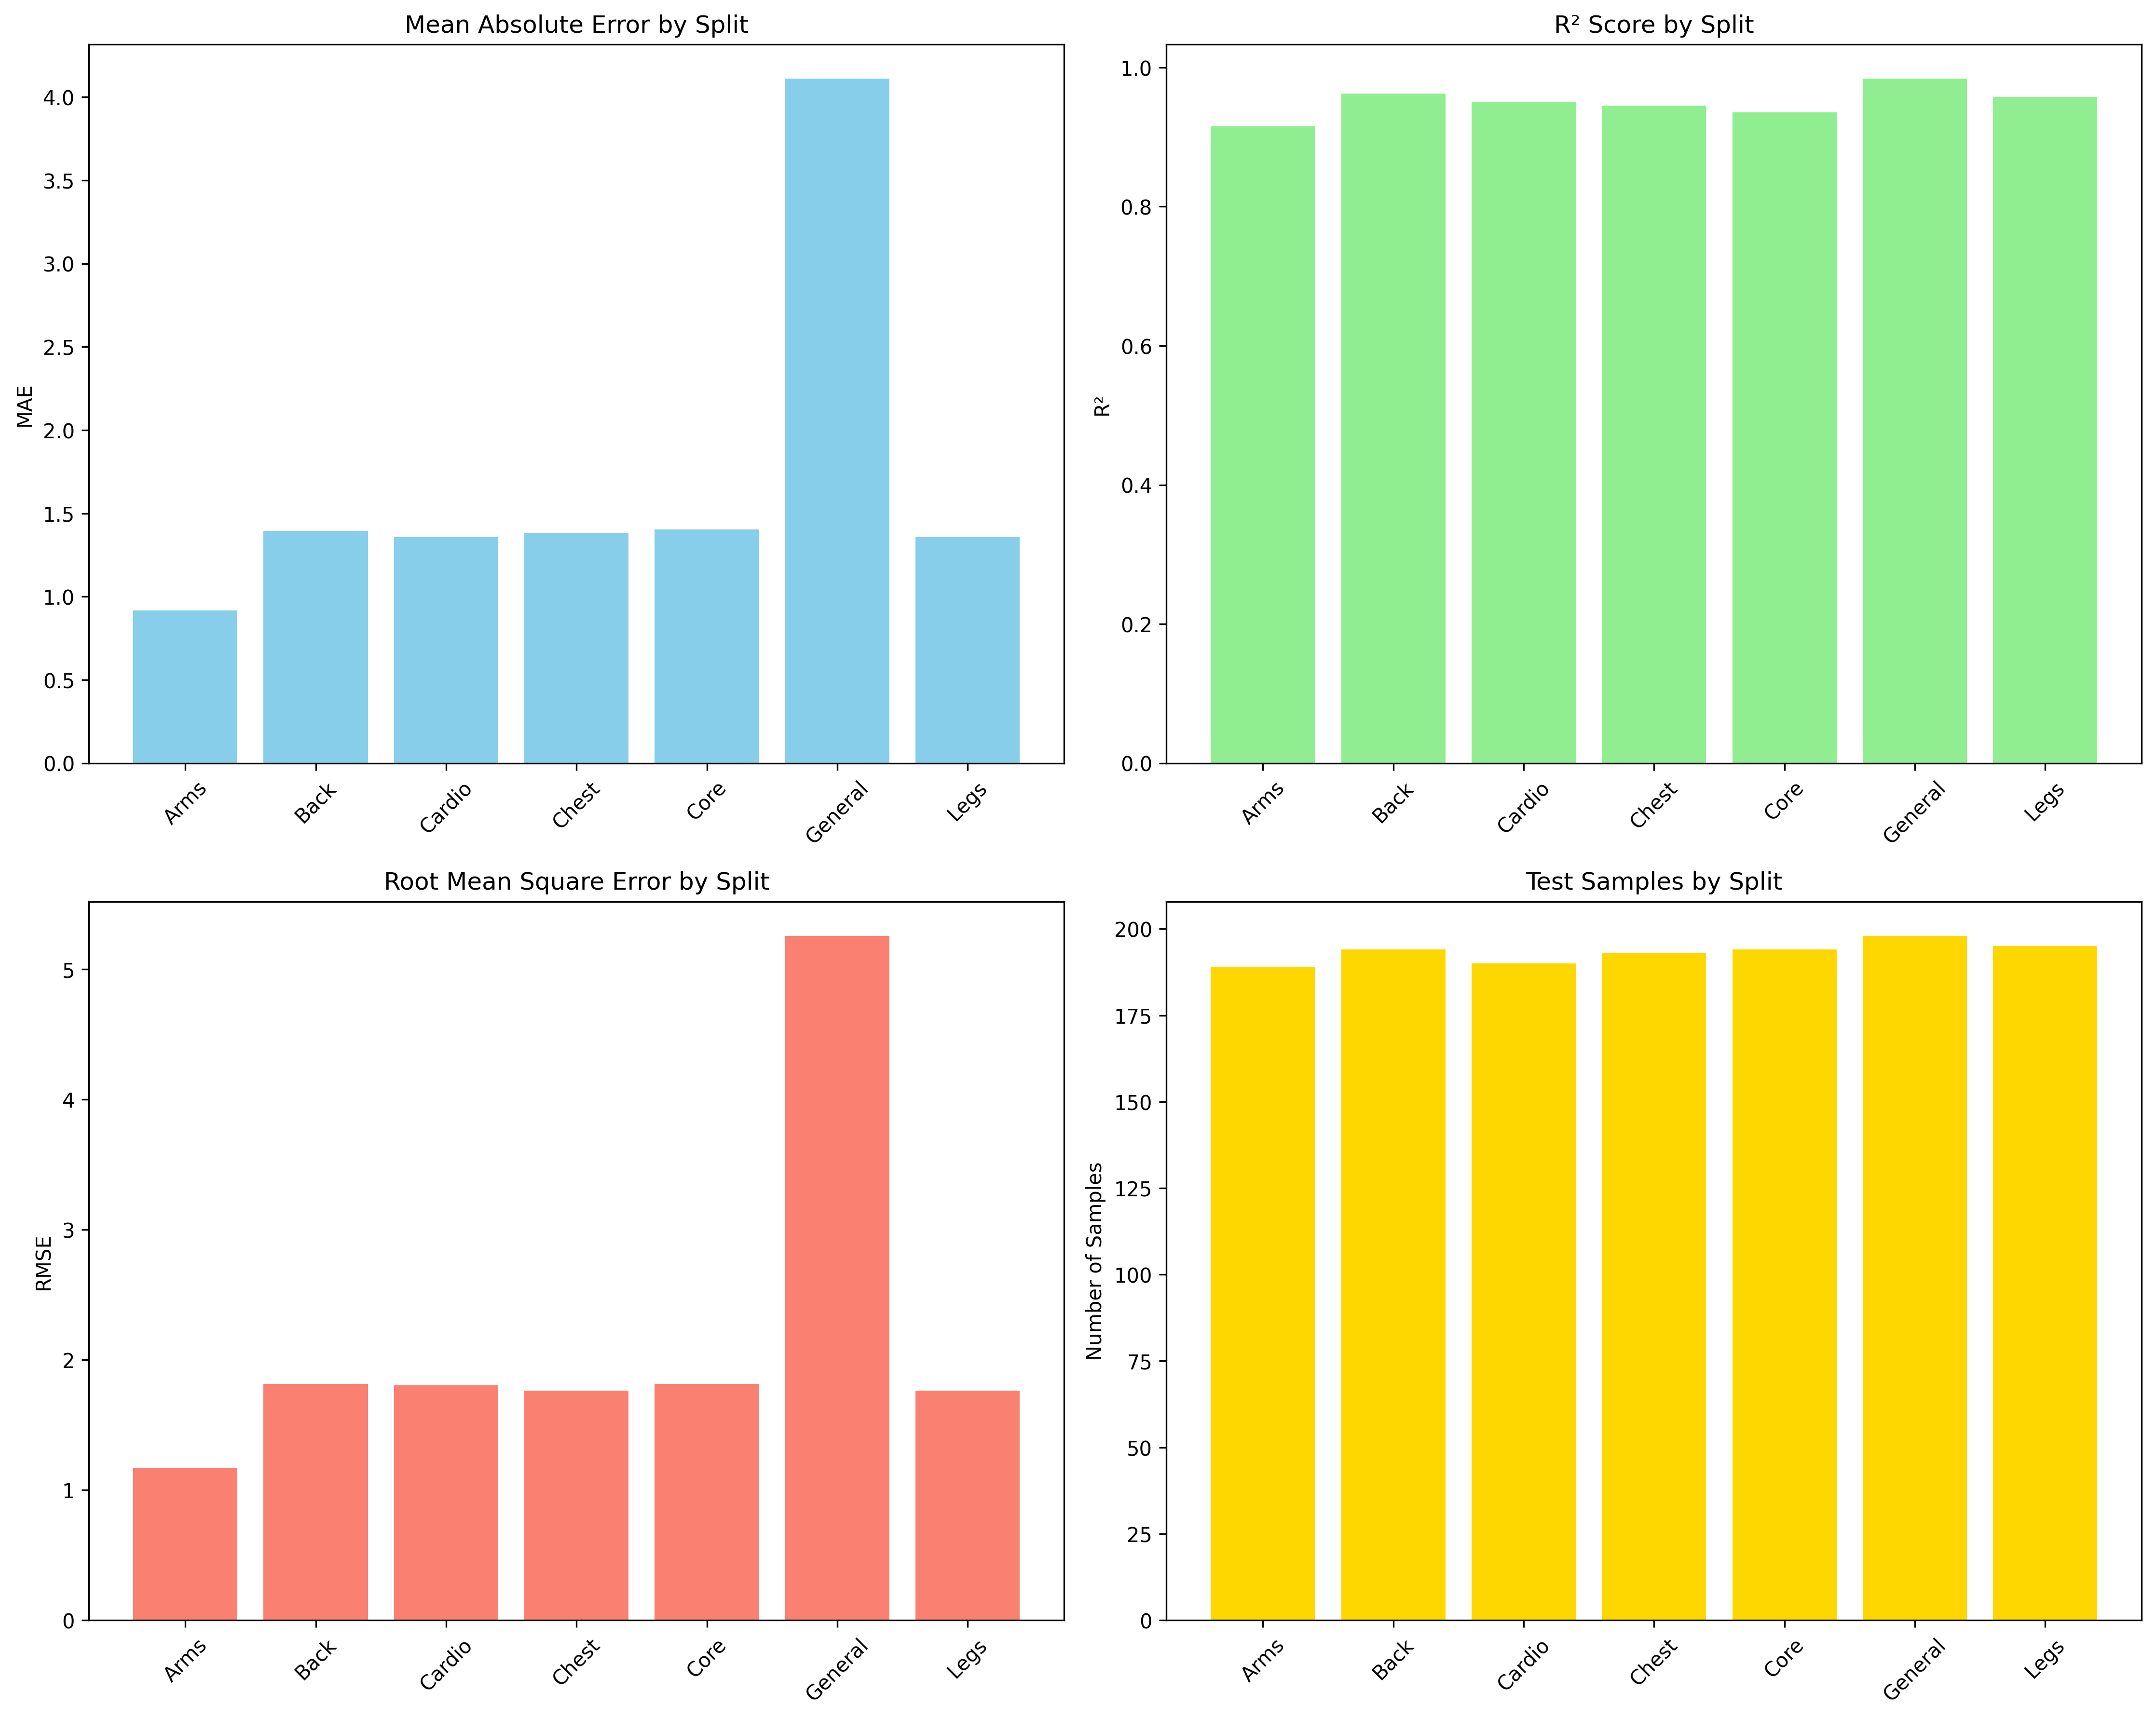 Mean Absolute Error by Split
MAE
4.0
3.5
3.0
2.5
2.0
1.5
1.0
0.5
0.0
Arms
Back
Cardio
Chest
Core
General
Legs
R² Score by Split
R²
1.0
0.8
0.6
0.4
0.2
0.0
Arms
Back
Cardio
Chest
Core
General
Legs
Root Mean Square Error by Split
RMSE
5
4
3
2
1
0
Arms
Back
Cardio
Chest
Core
General
Legs
Test Samples by Split
Number of Samples
200
175
150
125
100
75
50
25
0
Arms
Back
Cardio
Chest
Core
General
Legs